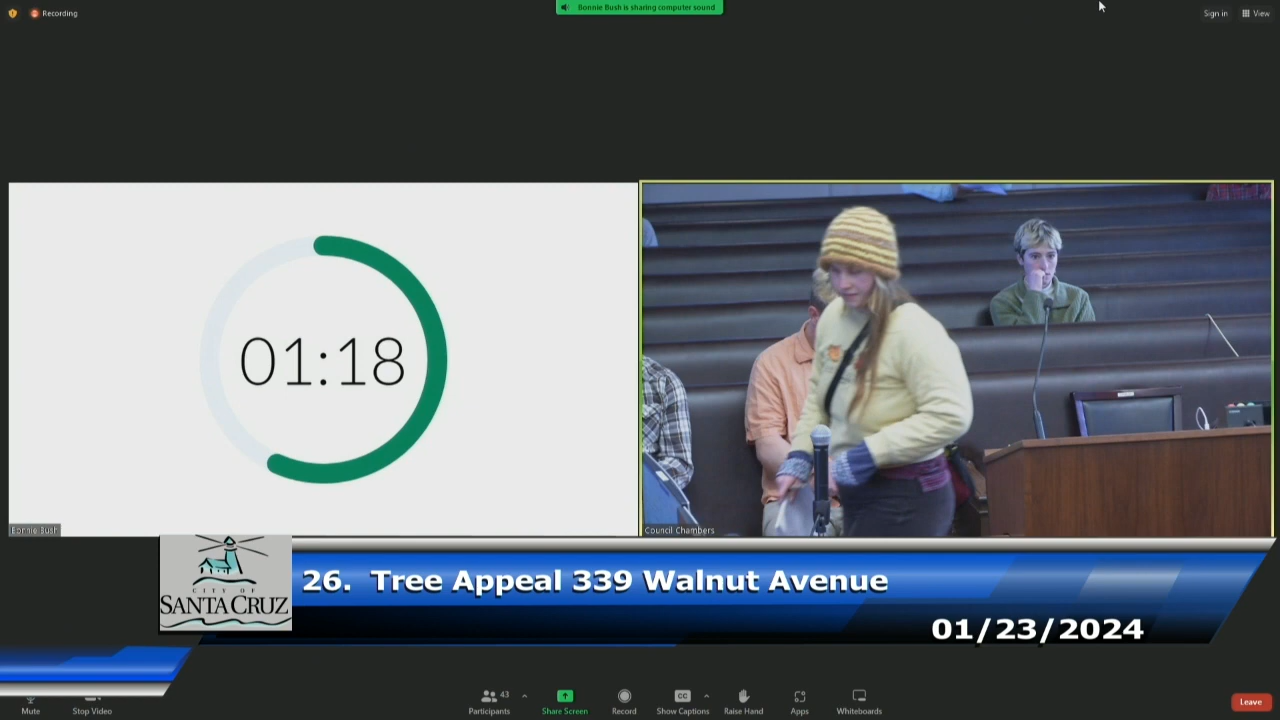 Recording
Bonnie Bush is sharing computer sound
Sign in
View
01:18
Bonnie Bush
Council Chambers
CITY OF
SANTA CRUZ
26. Tree Appeal 339 Walnut Avenue
01/23/2024
Mute
Stop Video
Participants
43
Share Screen
Record
CC
Show Captions
Raise Hand
Apps
Whiteboards
Leave